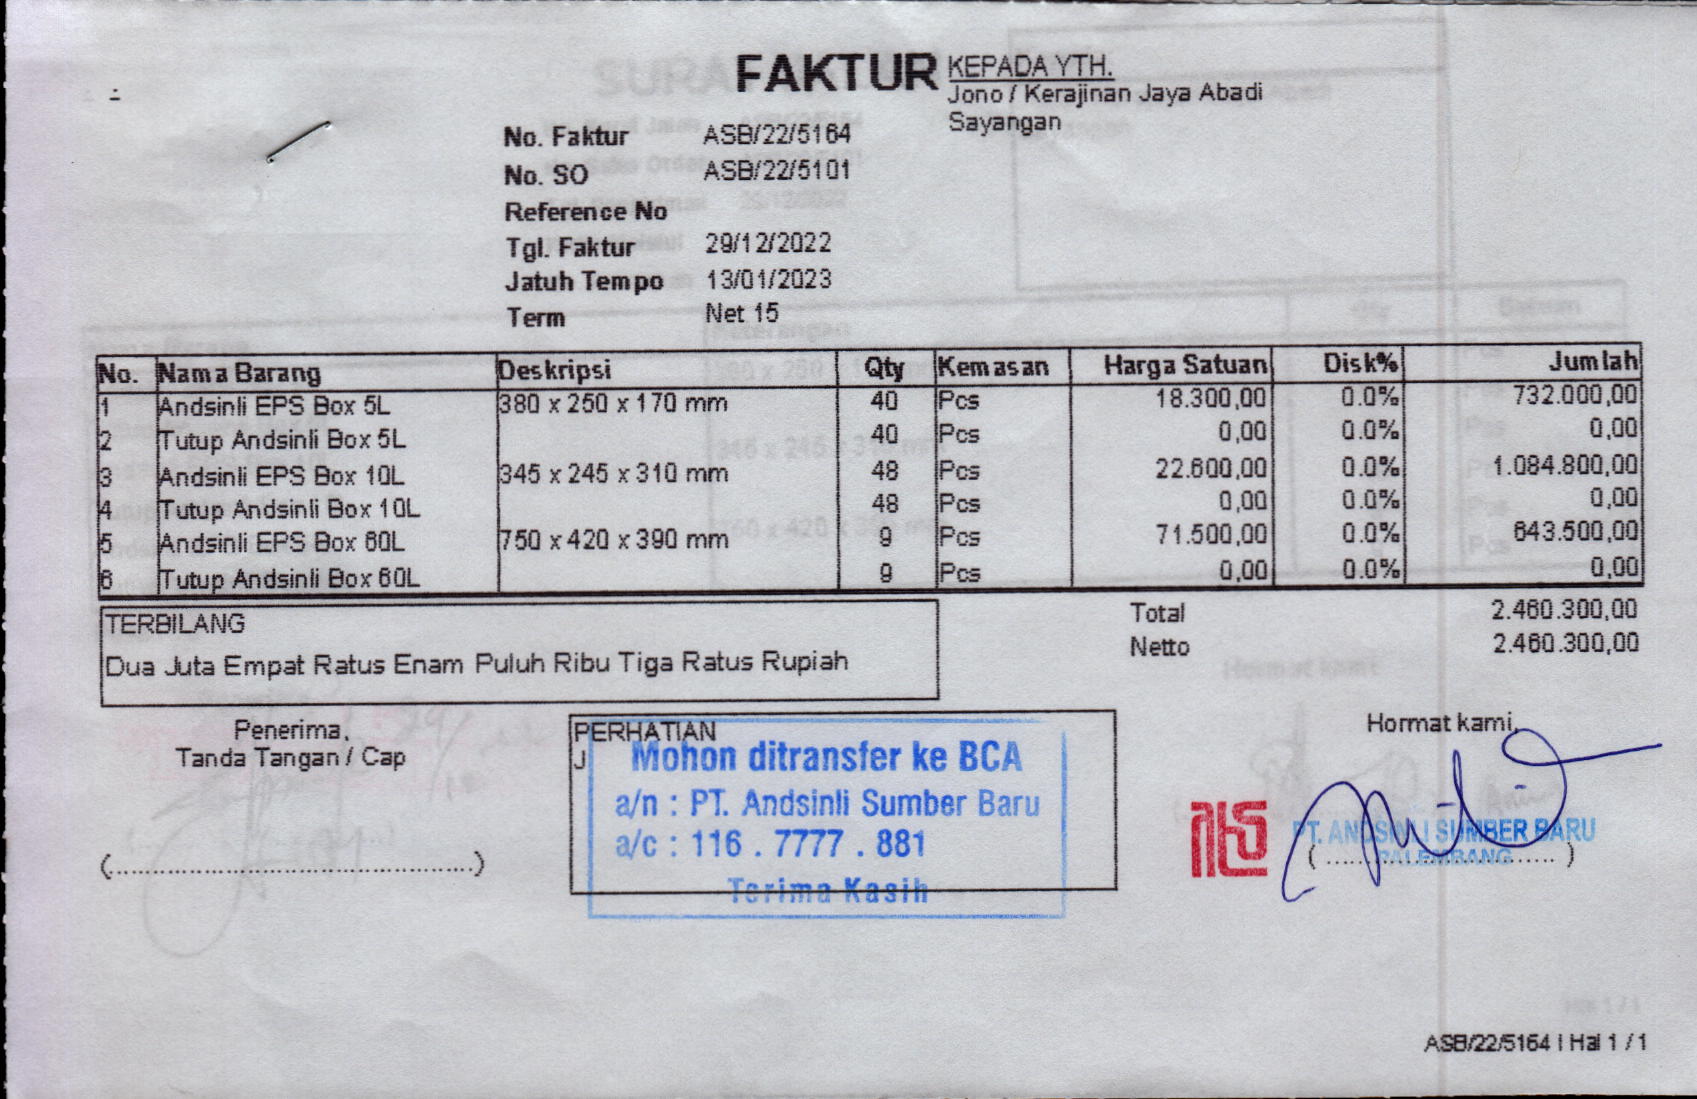 FAKTUR
KEPADA YTH.
Jono / Kerajinan Jaya Abadi
Sayangan
No. Faktur ASB/22/5164
No. SO ASB/22/5101
Reference No
Tgl. Faktur 29/12/2022
Jatuh Tempo 13/01/2023
Term Net 15
No. Nama Barang Deskripsi Qty Kemasan Harga Satuan Disk% Jumlah
1 Andsinli EPS Box 5L 380 x 250 x 170 mm 40 Pcs 18.300,00 0.0% 732.000,00
2 Tutup Andsinli Box 5L 40 Pcs 0,00 0.0% 0,00
3 Andsinli EPS Box 10L 345 x 245 x 310 mm 48 Pcs 22.600,00 0.0% 1.084.800,00
4 Tutup Andsinli Box 10L 48 Pcs 0,00 0.0% 0,00
5 Andsinli EPS Box 60L 750 x 420 x 390 mm 9 Pcs 71.500,00 0.0% 643.500,00
6 Tutup Andsinli Box 60L 9 Pcs 0,00 0.0% 0,00
Total 2.460.300,00
Netto 2.460.300,00
TERBILANG
Dua Juta Empat Ratus Enam Puluh Ribu Tiga Ratus Rupiah
Penerima,
Tanda Tangan / Cap
(..................................................)
PERHATIAN
J
Mohon ditransfer ke BCA
a/n : PT. Andsinli Sumber Baru
a/c : 116 . 7777 . 881
Terima Kasih
Hormat kami,
PT. ANDSINLI SUMBER BARU
PALEMBANG
(..................................)
ASB/22/5164 | Hal 1 / 1